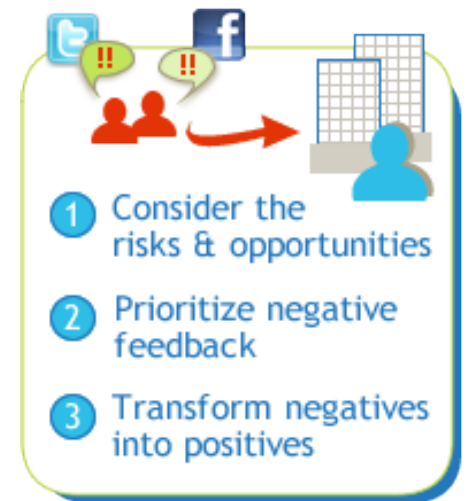 t
f
!!
!!
1 Consider the
risks & opportunities
2 Prioritize negative
feedback
3 Transform negatives
into positives